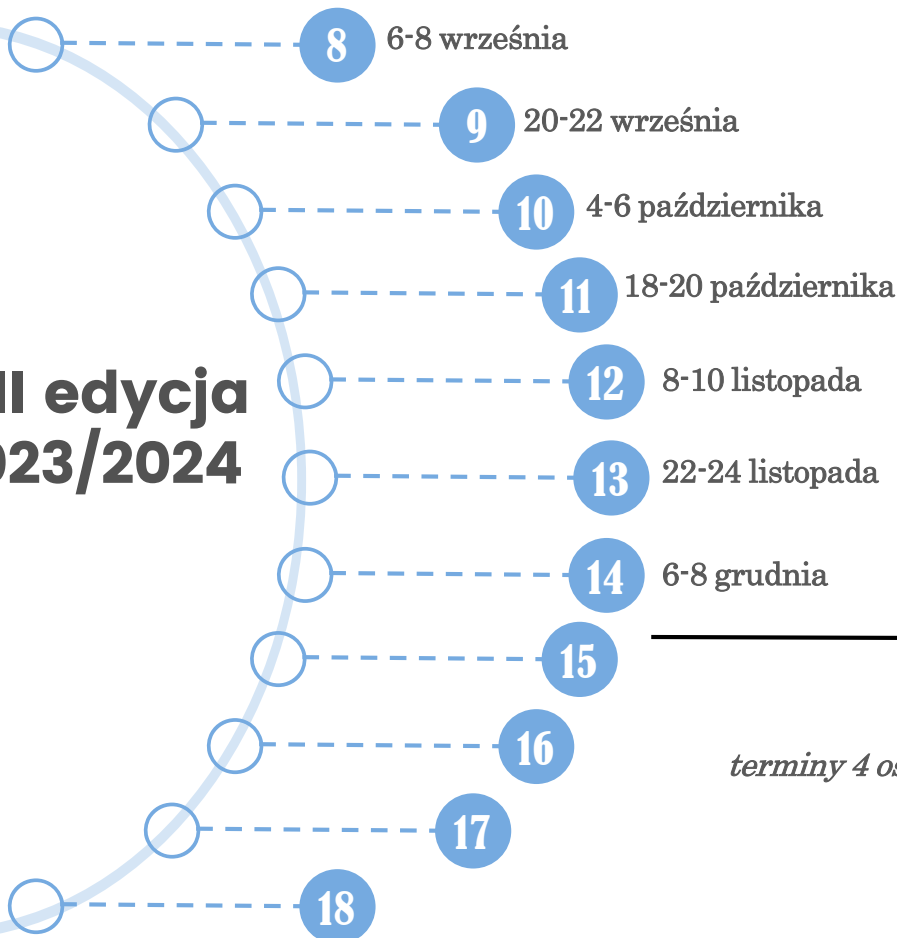 8 6-8 września
9 20-22 września
10 4-6 października
11 18-20 października
12 8-10 listopada
edycja
13 22-24 listopada
023/2024
14 6-8 grudnia
15
16
terminy 4
17
18